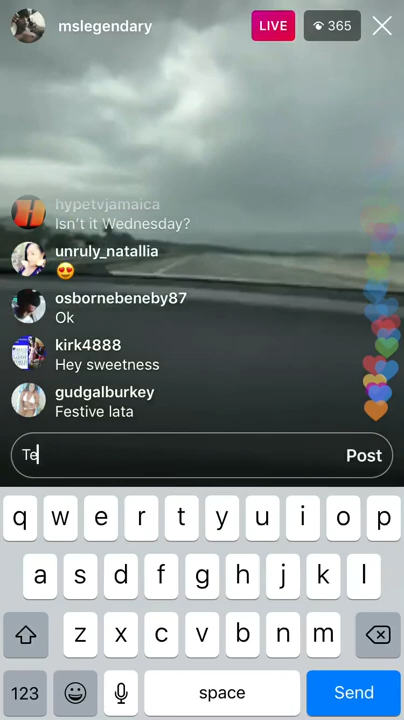 mslegendary
LIVE
365
hypetvjamaica
Isn't it Wednesday?
unruly_natallia
😍
osbornebeneby87
Ok
kirk4888
Hey sweetness
gudgalburkey
Festive lata
Te
Post
q w e r t y u i o p
a s d f g h j k l
z x c v b n m
123
space
Send